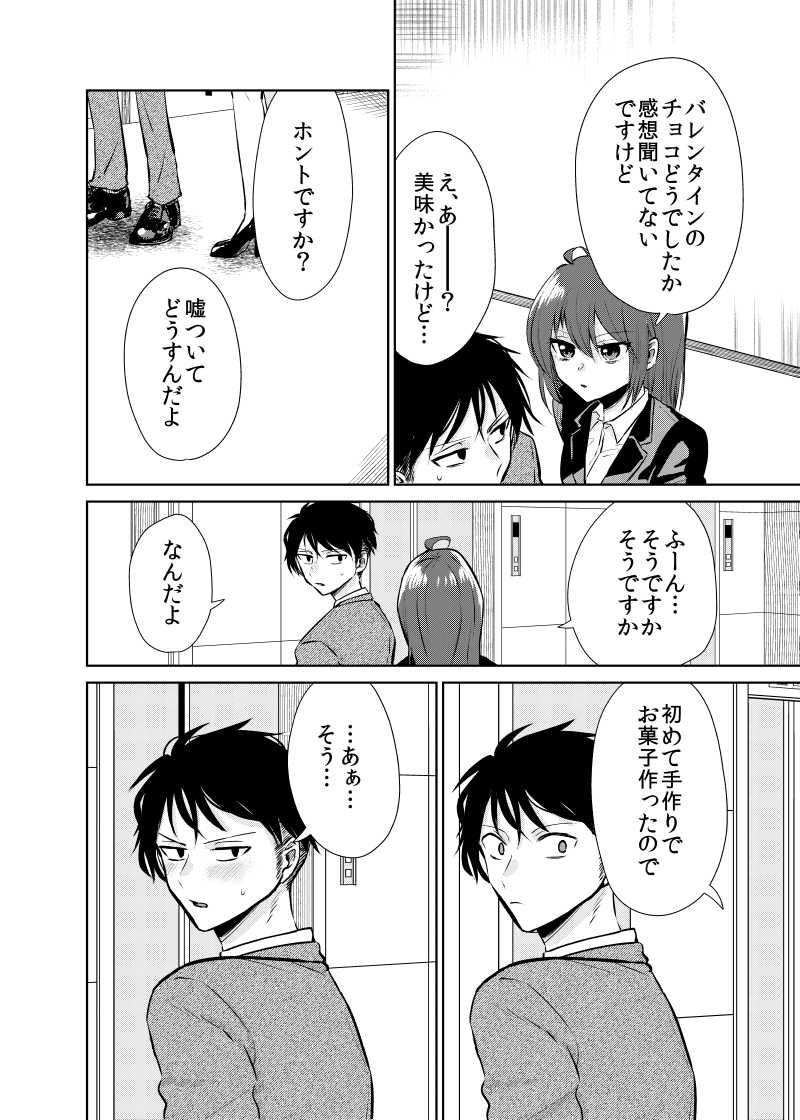 バレンタインの
チョコどうでしたか
感想聞いてない
ですけど
え、あ――?
美味かったけど…
ホントですか?
嘘ついて
どうすんだよ
ふーん…
そうですか
そうですか
なんだよ
初めて手作りで
お菓子作ったので
…あぁ…
そう…